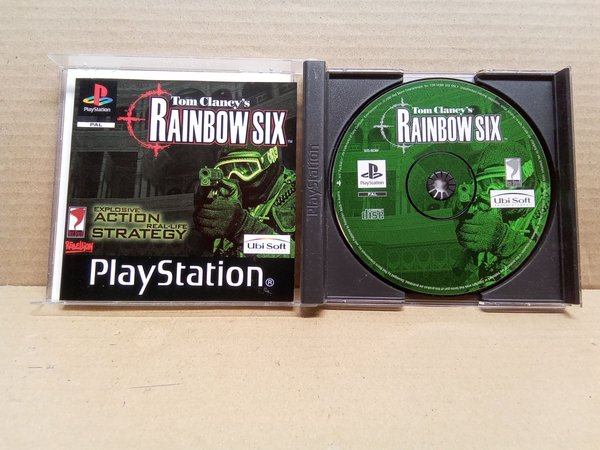 PlayStation
PAL
Tom Clancy's
RAINBOW SIX
EXPLOSIVE
ACTION
REAL-LIFE
STRATEGY
Rebellion
Ubi Soft
PlayStation®
PlayStation
Tom Clancy's
RAINBOW SIX
PlayStation
PAL
Ubi Soft